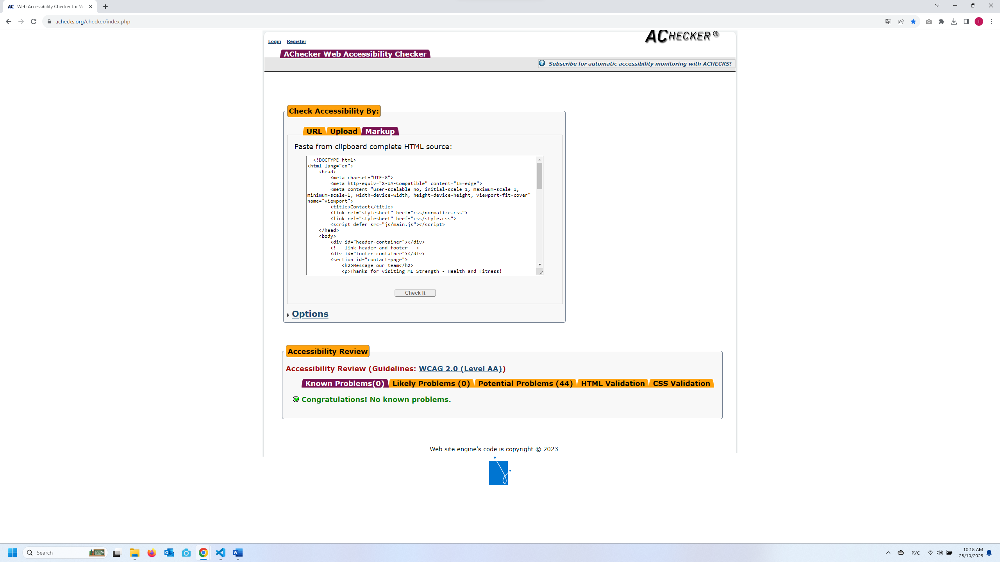 AC Web Accessibility Checker for W
achecks.org/checker/index.php
I
ACHECKER ®
Login Register
AChecker Web Accessibility Checker
Subscribe for automatic accessibility monitoring with ACHECKS!
Check Accessibility By:
URL Upload Markup
Paste from clipboard complete HTML source:
<!DOCTYPE html>
<html lang="en">
<head>
<meta charset="UTF-8">
<meta http-equiv="X-UA-Compatible" content="IE=edge">
<meta content="user-scalable=no, initial-scale=1, maximum-scale=1,
minimum-scale=1, width=device-width, height=device-height, viewport-fit=cover"
name="viewport">
<title>Contact</title>
<link rel="stylesheet" href="css/normalize.css">
<link rel="stylesheet" href="css/style.css">
<script defer src="js/main.js"></script>
</head>
<body>
<div id="header-container"></div>
<!-- link header and footer -->
<div id="footer-container"></div>
<section id="contact-page">
<h2>Message our team</h2>
<p>Thanks for visiting ML Strength - Health and Fitness!
Check It
Options
Accessibility Review
Accessibility Review (Guidelines: WCAG 2.0 (Level AA))
Known Problems(0) Likely Problems (0) Potential Problems (44) HTML Validation CSS Validation
Congratulations! No known problems.
Web site engine's code is copyright © 2023
Search
РУС
10:18 AM
28/10/2023